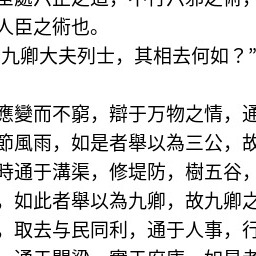 人臣之術也。
九卿大夫列士，其相去何如？”
應變而不窮，辯于万物之情，通
節風雨，如是者舉以為三公，故
時通于溝渠，修堤防，樹五谷，
，如此者舉以為九卿，故九卿之
，取去与民同利，通于人事，行